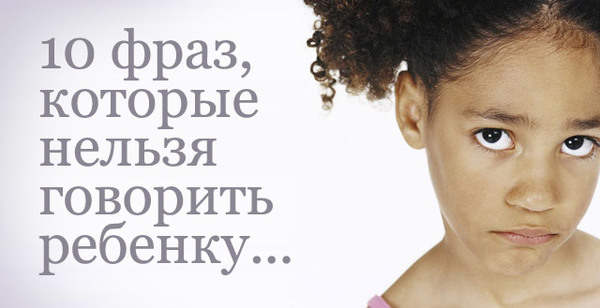 10 фраз,
которые
нельзя
говорить
ребенку...